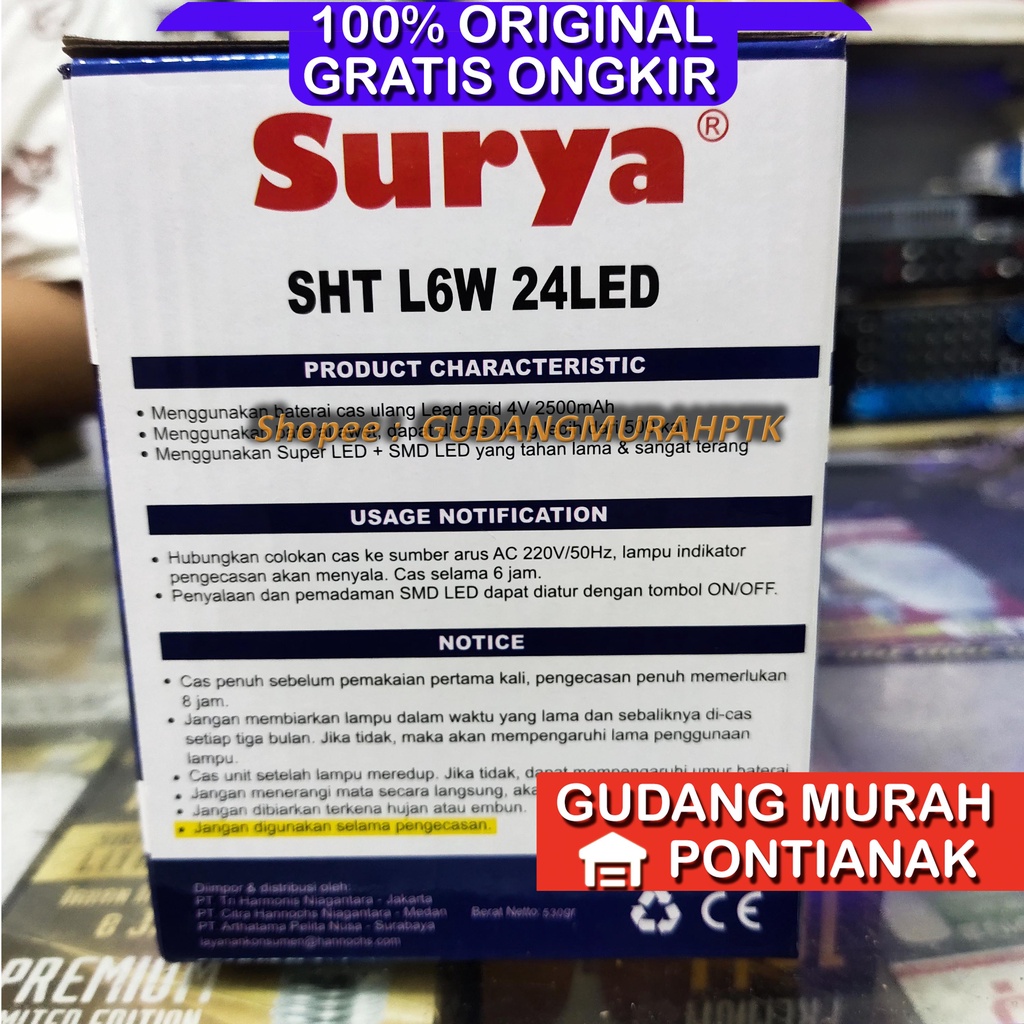 100% ORIGINAL
GRATIS ONGKIR
Surya®
SHT L6W 24LED
PRODUCT CHARACTERISTIC
• Menggunakan baterai cas ulang Lead acid 4V 2500mAh
• Menggunakan
Shopee : GUDANGMURAHPTK
• Menggunakan Super LED + SMD LED yang tahan lama & sangat terang
USAGE NOTIFICATION
• Hubungkan colokan cas ke sumber arus AC 220V/50Hz, lampu indikator
pengecasan akan menyala. Cas selama 6 jam.
• Penyalaan dan pemadaman SMD LED dapat diatur dengan tombol ON/OFF.
NOTICE
• Cas penuh sebelum pemakaian pertama kali, pengecasan penuh memerlukan
8 jam.
• Jangan membiarkan lampu dalam waktu yang lama dan sebaliknya di-cas
setiap tiga bulan. Jika tidak, maka akan mempengaruhi lama penggunaan
lampu.
• Cas unit setelah lampu meredup. Jika tidak, dapat mempengaruhi umur baterai
• Jangan menerangi mata secara langsung,
• Jangan dibiarkan terkena hujan atau embun.
• Jangan digunakan selama pengecasan.
GUDANG MURAH
PONTIANAK
Diimpor & distribusi oleh:
PT. Tri Harmonis Niagantara - Jakarta
PT. Citra Hannochs Niagantara - Medan
PT. Arthatama Pelita Nusa - Surabaya
layanankonsumen@hannochs.com
Berat Netto: 530gr
CE
PREMIUM
LIMITED EDITION